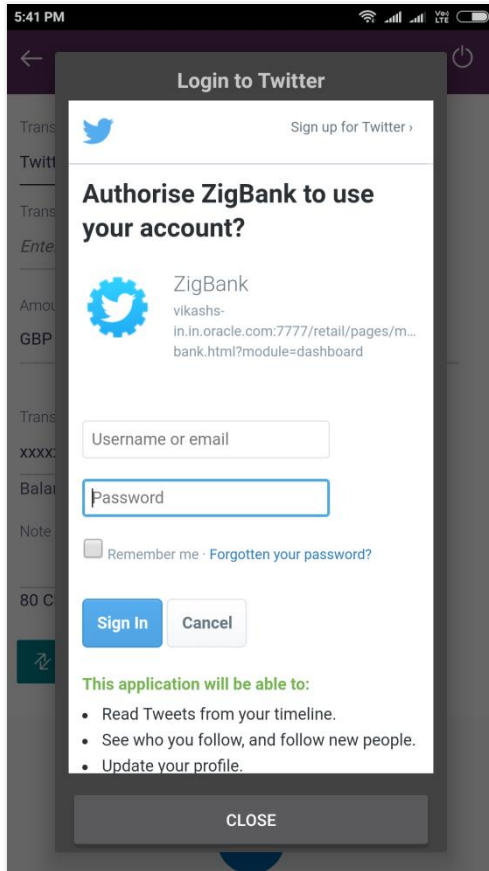 5:41 PM
VoLTE
Login to Twitter
Trans
Sign up for Twitter ›
Twitt
Authorise ZigBank to use
your account?
Trans
Ente
ZigBank
vikashs-
in.in.oracle.com:7777/retail/pages/m...
bank.html?module=dashboard
Amou
GBP
Trans
xxxx
Username or email
Balan
Password
Note
Remember me · Forgotten your password?
80 C
Sign In Cancel
This application will be able to:
• Read Tweets from your timeline.
• See who you follow, and follow new people.
• Update your profile.
CLOSE